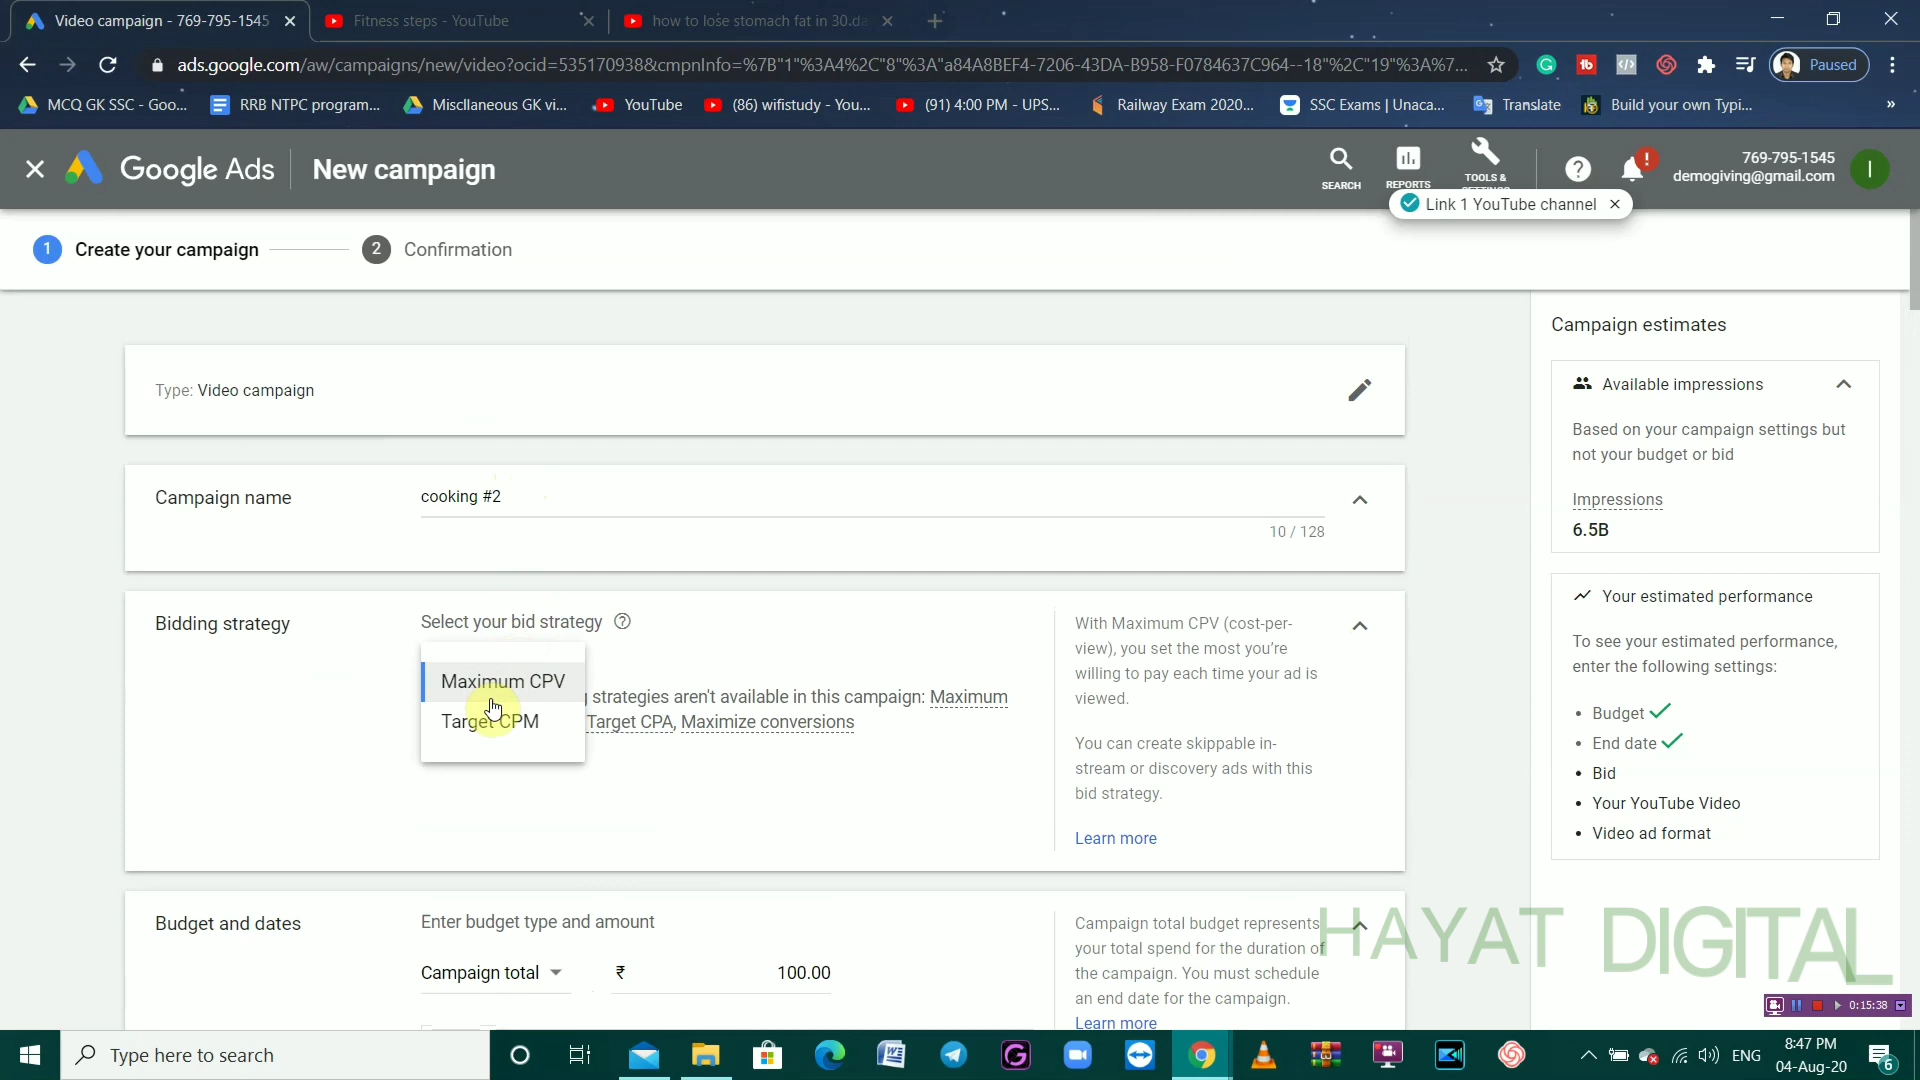 Video campaign - 769-795-1545
Fitness steps - YouTube
how to lose stomach fat in 30.da
ads.google.com/aw/campaigns/new/video?ocid=535170938&cmpnInfo=%7B"1"%3A4%2C"8"%3A"a84A8BEF4-7206-43DA-B958-F0784637C964--18"%2C"19"%3A%7...
Paused
MCQ GK SSC - Goo...
RRB NTPC program...
Miscllaneous GK vi...
YouTube
(86) wifistudy - You...
(91) 4:00 PM - UPS...
Railway Exam 2020...
SSC Exams | Unaca...
Translate
Build your own Typi...
»
Google Ads
New campaign
SEARCH
REPORTS
TOOLS &
SETTINGS
769-795-1545
demogiving@gmail.com
I
Link 1 YouTube channel
1 Create your campaign
2 Confirmation
Type: Video campaign
Campaign name
cooking #2
10 / 128
Bidding strategy
Select your bid strategy
Maximum CPV
Target CPM
strategies aren't available in this campaign: Maximum
Target CPA, Maximize conversions
With Maximum CPV (cost-per-
view), you set the most you're
willing to pay each time your ad is
viewed.
You can create skippable in-
stream or discovery ads with this
bid strategy.
Learn more
Budget and dates
Enter budget type and amount
Campaign total
₹ 100.00
Campaign total budget represents
your total spend for the duration of
the campaign. You must schedule
an end date for the campaign.
Learn more
Campaign estimates
Available impressions
Based on your campaign settings but
not your budget or bid
Impressions
6.5B
Your estimated performance
To see your estimated performance,
enter the following settings:
• Budget
• End date
• Bid
• Your YouTube Video
• Video ad format
HAYAT DIGITAL
0:15:38
Type here to search
ENG
8:47 PM
04-Aug-20
6